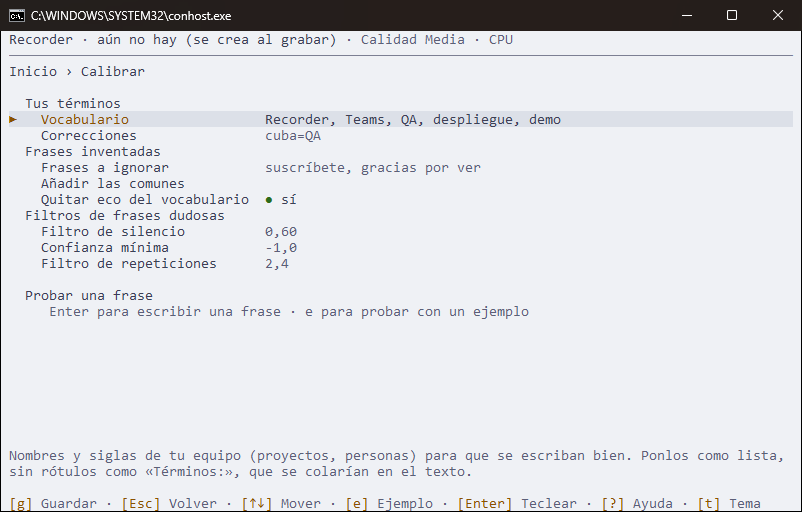 C:\WINDOWS\SYSTEM32\conhost.exe
Recorder · aún no hay (se crea al grabar) · Calidad Media · CPU
Inicio › Calibrar
Tus términos
► Vocabulario Recorder, Teams, QA, despliegue, demo
Correcciones cuba=QA
Frases inventadas
Frases a ignorar suscríbete, gracias por ver
Añadir las comunes
Quitar eco del vocabulario ● sí
Filtros de frases dudosas
Filtro de silencio 0,60
Confianza mínima -1,0
Filtro de repeticiones 2,4
Probar una frase
Enter para escribir una frase · e para probar con un ejemplo
Nombres y siglas de tu equipo (proyectos, personas) para que se escriban bien. Ponlos como lista,
sin rótulos como «Términos:», que se colarían en el texto.
[g] Guardar · [Esc] Volver · [↑↓] Mover · [e] Ejemplo · [Enter] Teclear · [?] Ayuda · [t] Tema